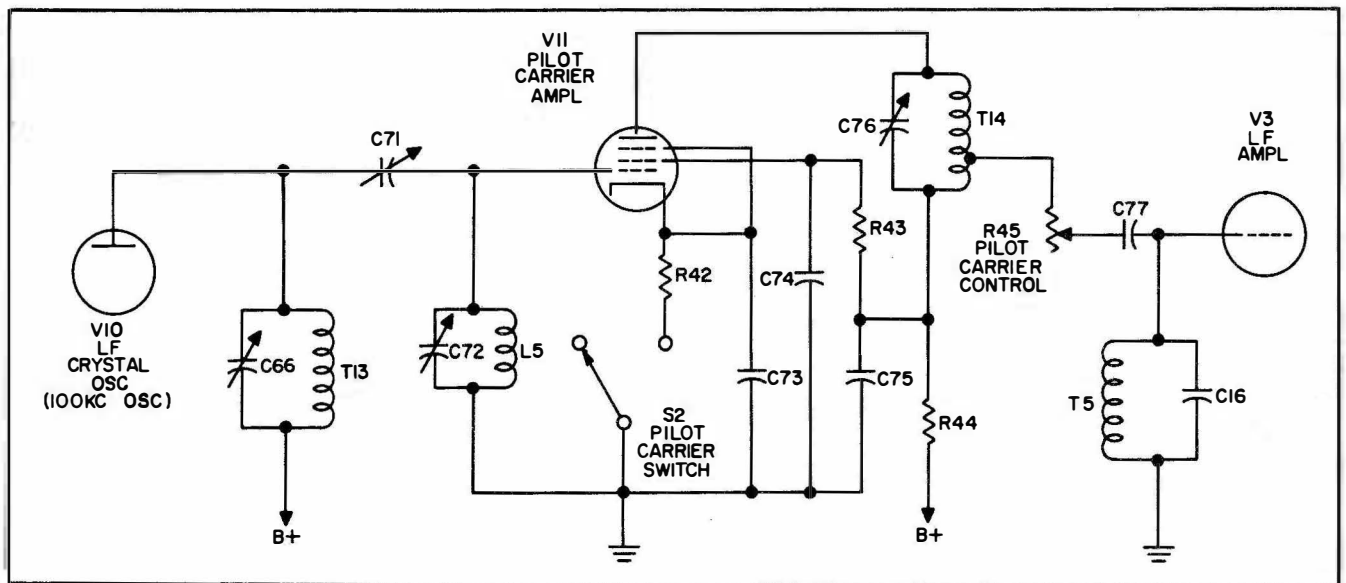 V11
PILOT
CARRIER
AMPL
C71
C76
T14
V3
LF
AMPL
R43
C77
R45
PILOT
CARRIER
CONTROL
R42
C74
V10
LF
CRYSTAL
OSC
(100KC OSC)
C66
T13
C72
L5
S2
PILOT
CARRIER
SWITCH
C73
C75
R44
T5
C16
B+
B+